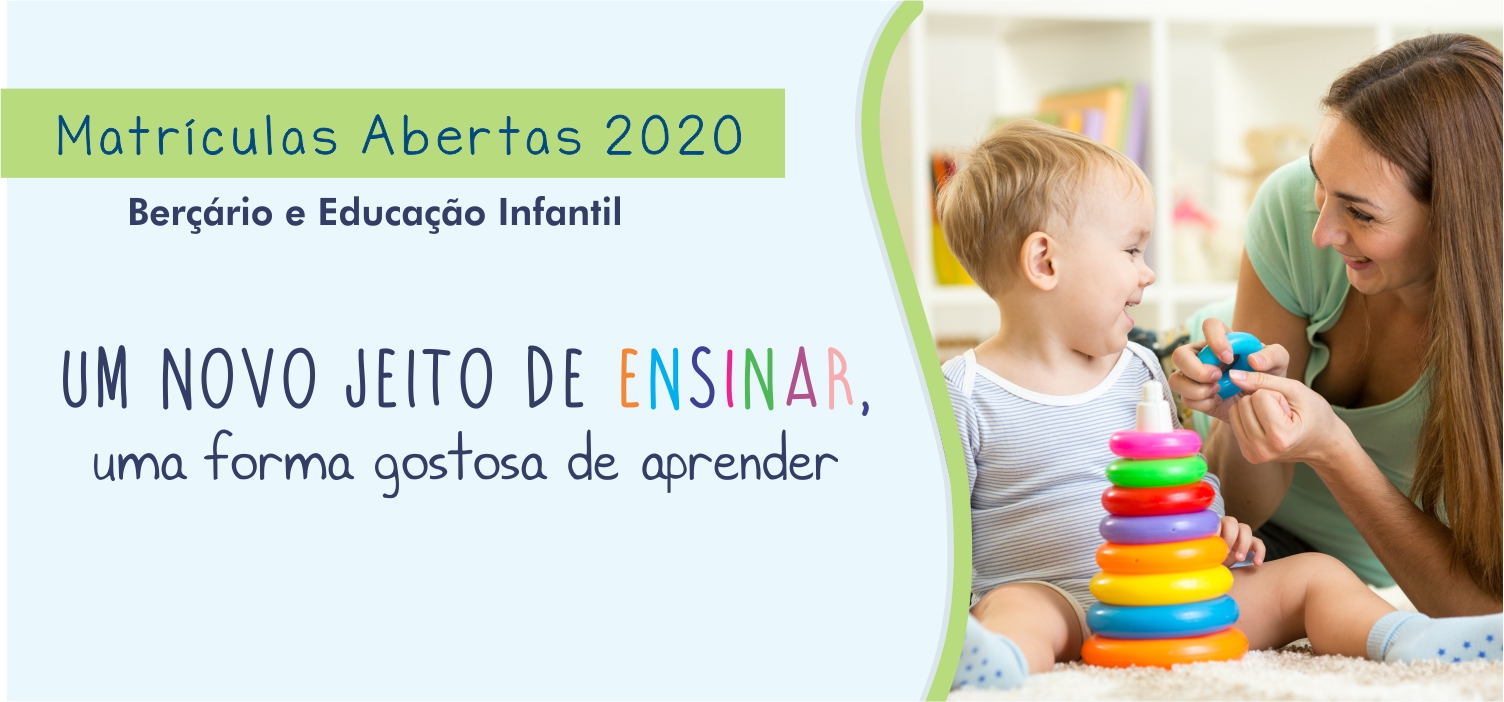 Matrículas Abertas 2020
Berçário e Educação Infantil
UM NOVO JEITO DE ENSINAR,
uma forma gostosa de aprender